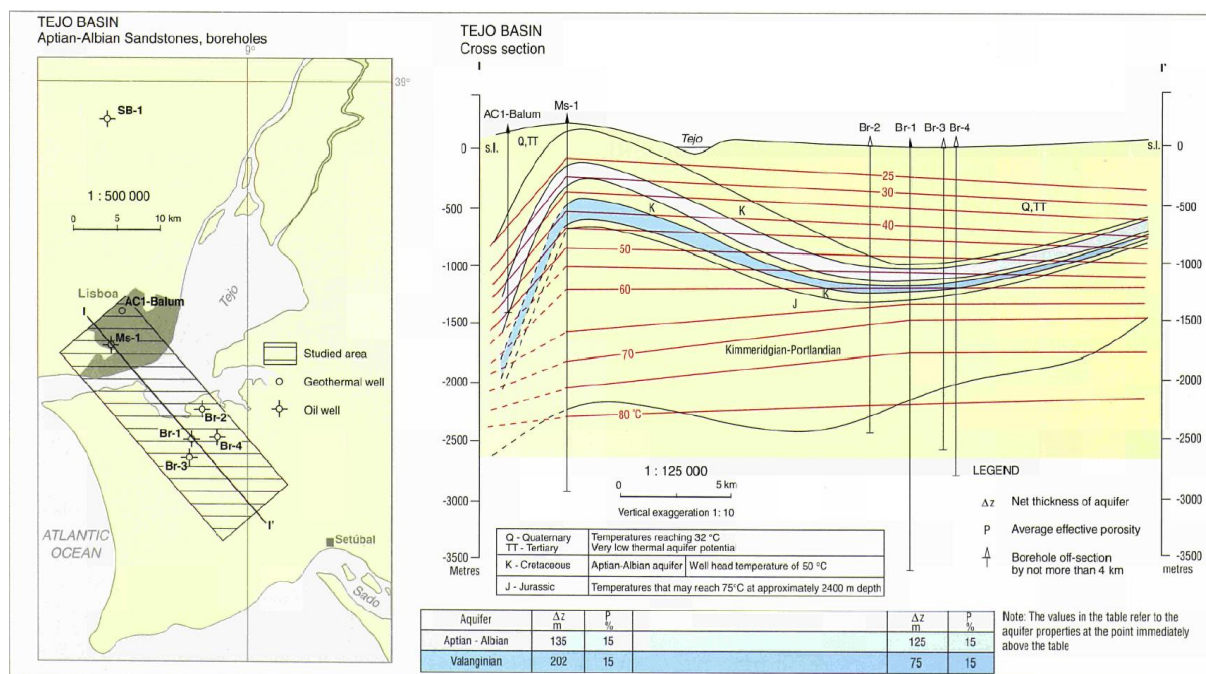 TEJO BASIN
Aptian-Albian Sandstones, boreholes
9°
39°
SB-1
1 : 500 000
0 5 10 km
Lisboa
AC1-Balum
Tejo
I
Ms-1
Studied area
Geothermal well
Oil well
Br-2
Br-1
Br-4
Br-3
I'
ATLANTIC
OCEAN
Setúbal
Sado
TEJO BASIN
Cross section
I
I'
AC1-Balum
Ms-1
Q,TT
Tejo
Br-2
Br-1
Br-3
Br-4
0
s.l.
-500
-1000
-1500
-2000
-2500
-3000
-3500
Metres
0
s.l.
-500
-1000
-1500
-2000
-2500
-3000
-3500
metres
25
30
Q,TT
K
K
40
50
60
K
J
70
Kimmeridgian-Portlandian
80 °C
1 : 125 000
0 5 km
Vertical exaggeration 1: 10
LEGEND
Δz Net thickness of aquifer
P Average effective porosity
Borehole off-section
by not more than 4 km
Q - Quaternary Temperatures reaching 32 °C
TT - Tertiary Very low thermal aquifer potential
K - Cretaceous Aptian-Albian aquifer Well head temperature of 50 °C
J - Jurassic Temperatures that may reach 75°C at approximately 2400 m depth
Aquifer Δz m P % Δz m P %
Aptian - Albian 135 15 125 15
Valanginian 202 15 75 15
Note: The values in the table refer to the
aquifer properties at the point immediately
above the table